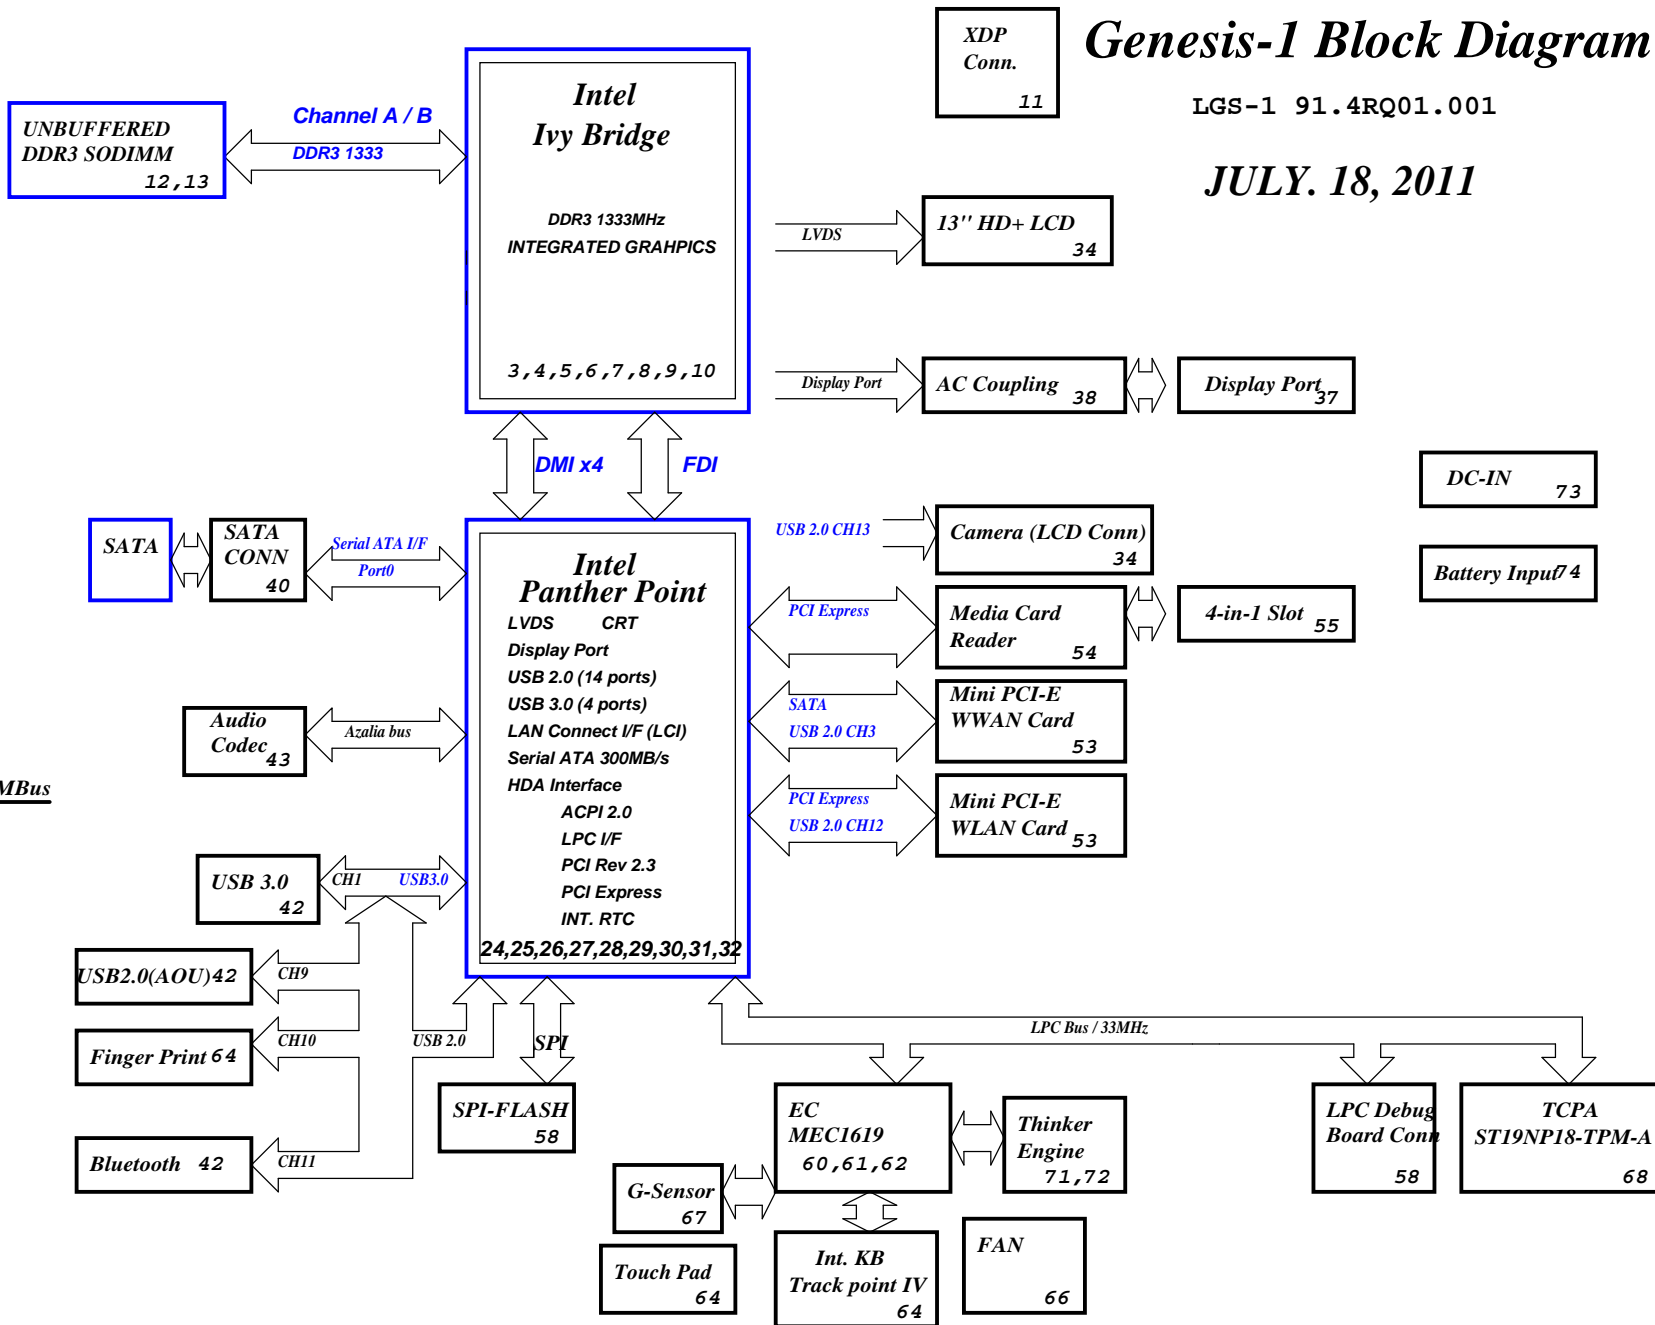 Genesis-1 Block Diagram
LGS-1 91.4RQ01.001
JULY. 18, 2011
XDP
Conn.
11
UNBUFFERED
DDR3 SODIMM
12,13
Channel A / B
DDR3 1333
Intel
Ivy Bridge
DDR3 1333MHz
INTEGRATED GRAHPICS
3,4,5,6,7,8,9,10
LVDS
13" HD+ LCD
34
Display Port
AC Coupling
38
Display Port
37
DMI x4
FDI
DC-IN
73
Battery Input
74
SATA
SATA
CONN
40
Serial ATA I/F
Port0
Intel
Panther Point
LVDS CRT
Display Port
USB 2.0 (14 ports)
USB 3.0 (4 ports)
LAN Connect I/F (LCI)
Serial ATA 300MB/s
HDA Interface
ACPI 2.0
LPC I/F
PCI Rev 2.3
PCI Express
INT. RTC
24,25,26,27,28,29,30,31,32
USB 2.0 CH13
Camera (LCD Conn)
34
PCI Express
Media Card
Reader
54
4-in-1 Slot
55
SATA
USB 2.0 CH3
Mini PCI-E
WWAN Card
53
PCI Express
USB 2.0 CH12
Mini PCI-E
WLAN Card
53
Audio
Codec
43
Azalia bus
MBus
USB 3.0
42
CH1
USB3.0
USB2.0(AOU)
42
CH9
Finger Print
64
CH10
USB 2.0
Bluetooth
42
CH11
SPI
SPI-FLASH
58
LPC Bus / 33MHz
EC
MEC1619
60,61,62
Thinker
Engine
71,72
LPC Debug
Board Conn
58
TCPA
ST19NP18-TPM-A
68
G-Sensor
67
Touch Pad
64
Int. KB
Track point IV
64
FAN
66